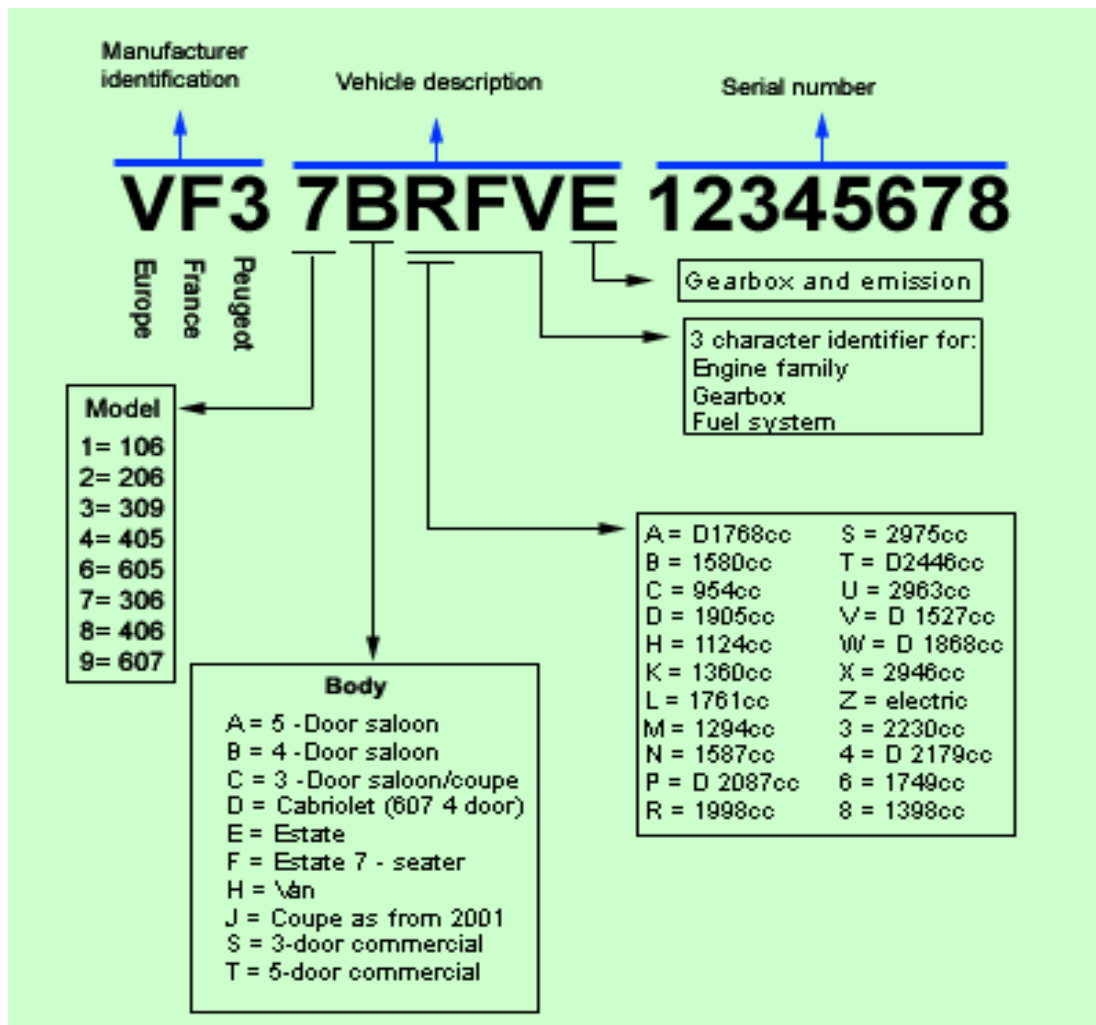 Manufacturer
identification
Vehicle description
Serial number
VF3 7BRFVE 12345678
Europe
France
Peugeot
Gearbox and emission
3 character identifier for:
Engine family
Gearbox
Fuel system
Model
1= 106
2= 206
3= 309
4= 405
6= 605
7= 306
8= 406
9= 607
A = D1768cc
B = 1580cc
C = 954cc
D = 1905cc
H = 1124cc
K = 1360cc
L = 1761cc
M = 1294cc
N = 1587cc
P = D 2087cc
R = 1998cc
S = 2975cc
T = D2446cc
U = 2963cc
V= D 1527cc
W = D 1868cc
X = 2946cc
Z = electric
3 = 2230cc
4 = D 2179cc
6 = 1749cc
8 = 1398cc
Body
A = 5 -Door saloon
B = 4 -Door saloon
C = 3 -Door saloon/coupe
D = Cabriolet (607 4 door)
E = Estate
F = Estate 7 - seater
H = Van
J = Coupe as from 2001
S = 3-door commercial
T = 5-door commercial